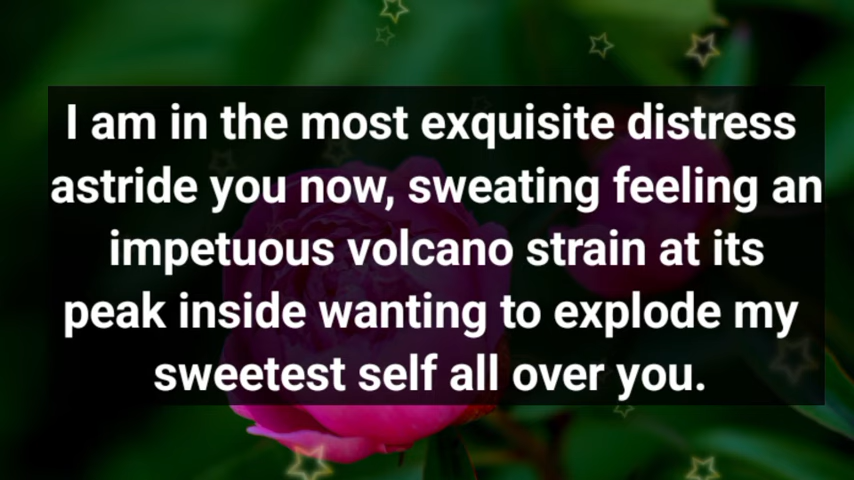 I am in the most exquisite distress
astride you now, sweating feeling an
impetuous volcano strain at its
peak inside wanting to explode my
sweetest self all over you.